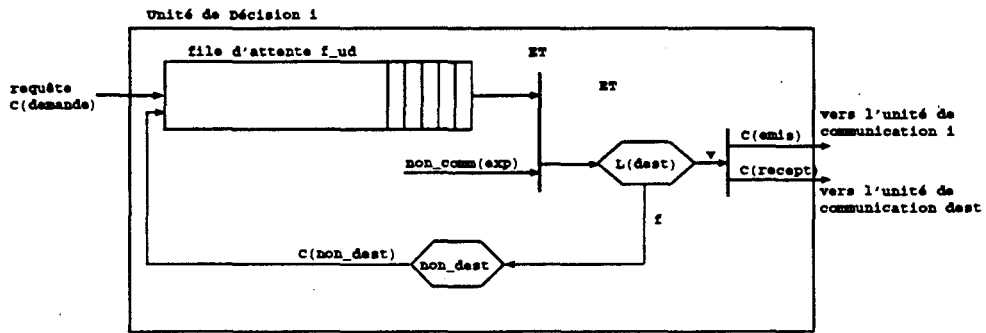 Unité de Décision i
file d'attente f_ud
ET
ET
requête
C(demande)
vers l'unité de
communication i
C(emis)
non_comm(exp)
L(dest)
v
C(recept)
vers l'unité de
communication dest
f
C(non_dest)
non_dest